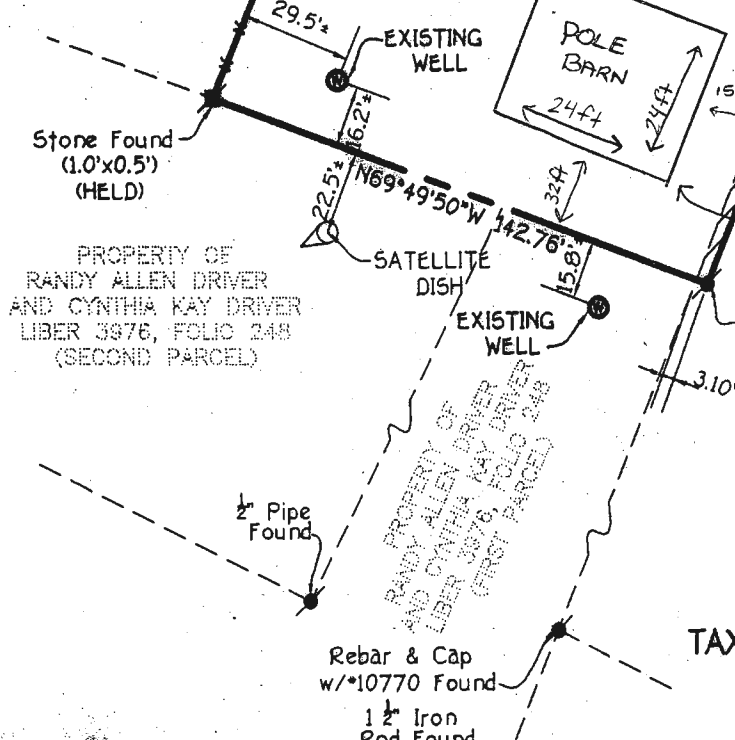 29.5'±
EXISTING
WELL
POLE
BARN
24ft
24ft
15
16.2'±
Stone Found
(1.0'x0.5')
(HELD)
N69°49'50"W 142.76'
32ft
22.5'±
15.8'±
SATELLITE
DISH
PROPERTY OF
RANDY ALLEN DRIVER
AND CYNTHIA KAY DRIVER
LIBER 3976, FOLIO 248
(SECOND PARCEL)
EXISTING
WELL
3.10'
PROPERTY OF
RANDY ALLEN DRIVER
AND CYNTHIA KAY DRIVER
LIBER 3976, FOLIO 248
(FIRST PARCEL)
½" Pipe
Found
TAX
Rebar & Cap
w/#10770 Found
1 ½" Iron
Rod Found